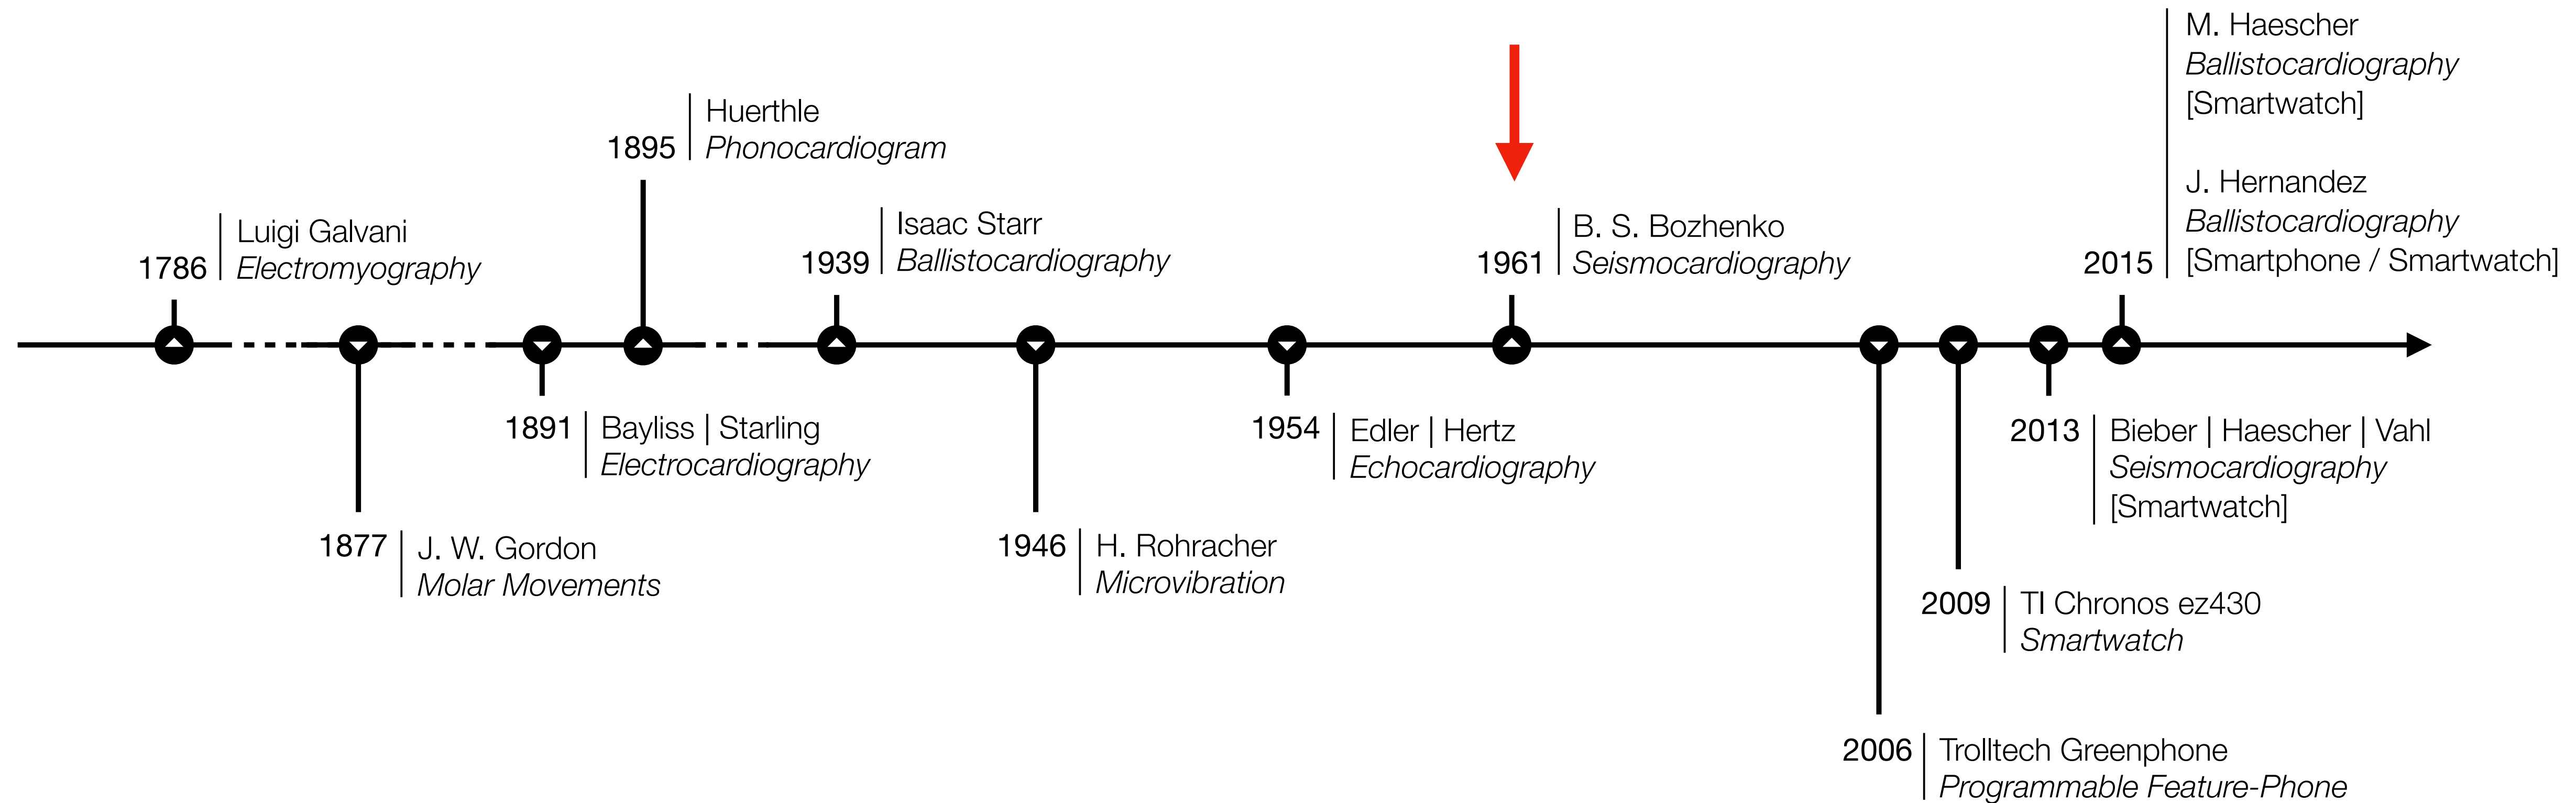 1786
Luigi Galvani
Electromyography
1877
J. W. Gordon
Molar Movements
1891
Bayliss | Starling
Electrocardiography
1895
Huerthle
Phonocardiogram
1939
Isaac Starr
Ballistocardiography
1946
H. Rohracher
Microvibration
1954
Edler | Hertz
Echocardiography
1961
B. S. Bozhenko
Seismocardiography
2006
Trolltech Greenphone
Programmable Feature-Phone
2009
TI Chronos ez430
Smartwatch
2013
Bieber | Haescher | Vahl
Seismocardiography
[Smartwatch]
2015
M. Haescher
Ballistocardiography
[Smartwatch]
J. Hernandez
Ballistocardiography
[Smartphone / Smartwatch]